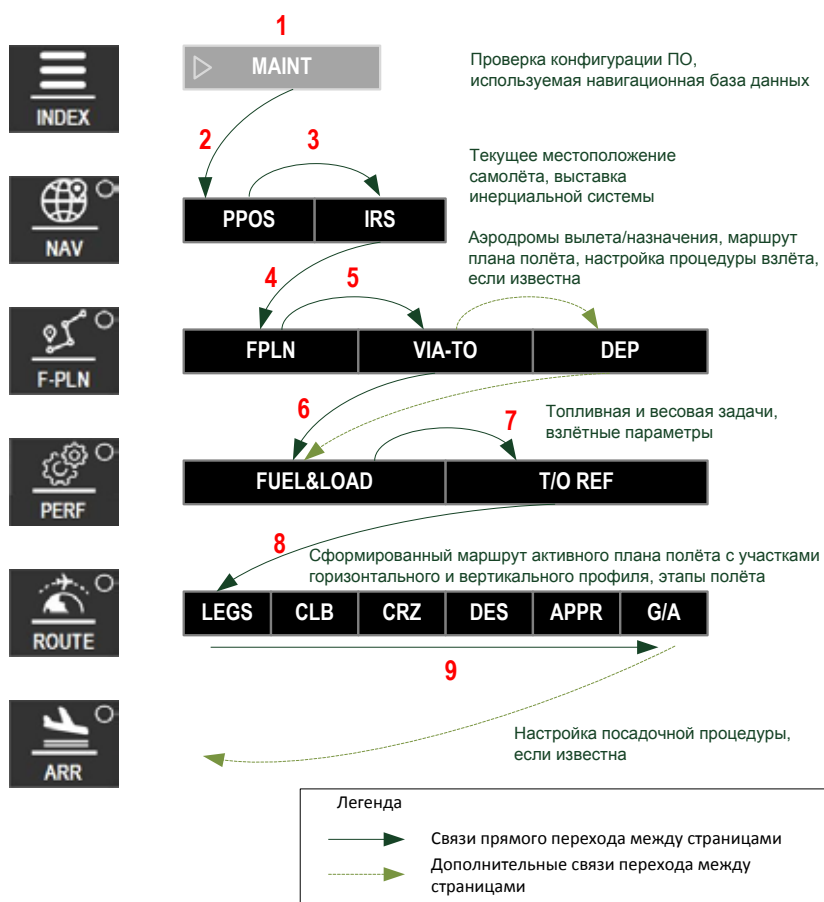 1
MAINT
Проверка конфигурации ПО,
используемая навигационная база данных
INDEX
2
3
Текущее местоположение
самолёта, выставка
инерциальной системы
PPOS
IRS
NAV
Аэродромы вылета/назначения, маршрут
плана полёта, настройка процедуры взлёта,
если известна
4
5
FPLN
VIA-TO
DEP
F-PLN
6
7
Топливная и весовая задачи,
взлётные параметры
FUEL&LOAD
T/O REF
PERF
8
Сформированный маршрут активного плана полёта с участками
горизонтального и вертикального профиля, этапы полёта
LEGS
CLB
CRZ
DES
APPR
G/A
ROUTE
9
Настройка посадочной процедуры,
если известна
ARR
Легенда
Связи прямого перехода между страницами
Дополнительные связи перехода между
страницами